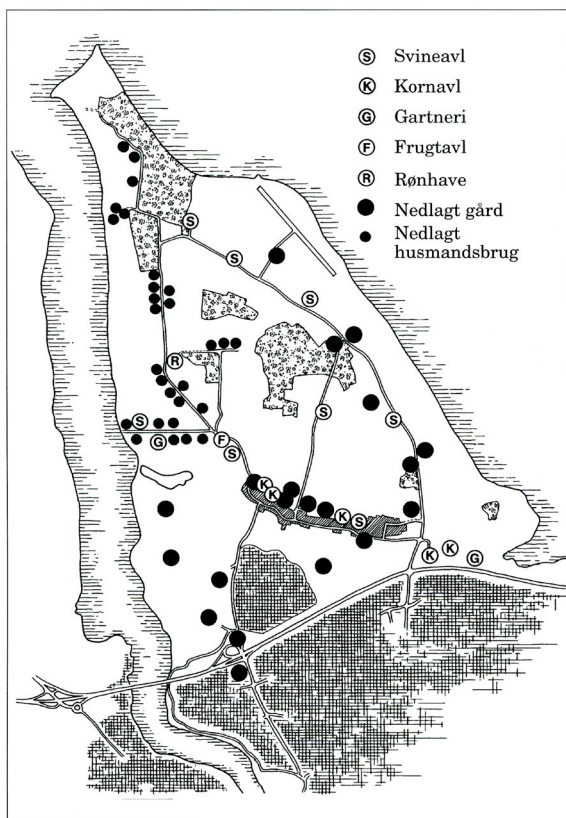 Ⓢ Svineavl
Ⓚ Kornavl
Ⓖ Gartneri
Ⓕ Frugtavl
Ⓡ Rønhave
Nedlagt gård
Nedlagt
husmandsbrug
S
S
S
R
S
S
S
G
F
S
K
K
K
S
K
K
G